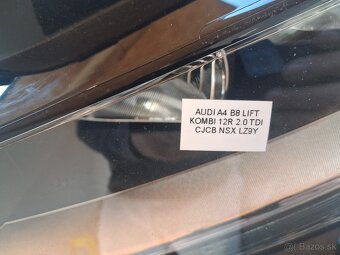 AUDI A4 B8 LIFT
KOMBI 12R 2.0 TDI
CJCB NSX LZ9Y
Bazos.sk